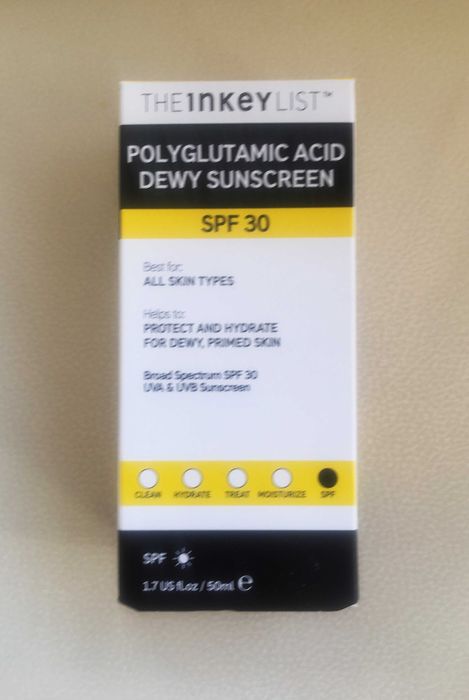 THE INKEY LIST™
POLYGLUTAMIC ACID
DEWY SUNSCREEN
SPF 30
Best for:
ALL SKIN TYPES
Helps to:
PROTECT AND HYDRATE
FOR DEWY, PRIMED SKIN
Broad Spectrum SPF 30
UVA & UVB Sunscreen
CLEAN HYDRATE TREAT MOISTURIZE SPF
SPF
1.7 US fl.oz / 50ml ℮